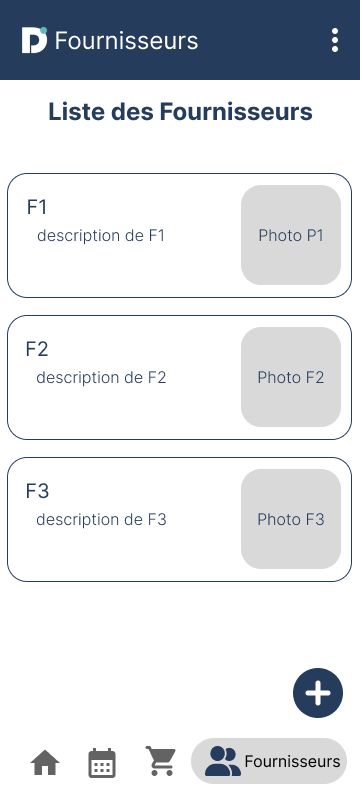 D Fournisseurs
Liste des Fournisseurs
F1
description de F1
Photo P1
F2
description de F2
Photo F2
F3
description de F3
Photo F3
Fournisseurs